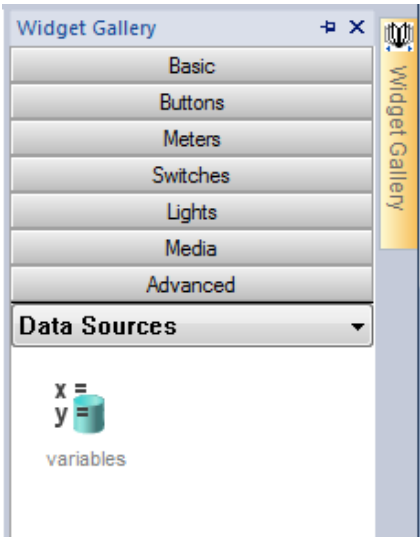 Widget Gallery
Widget Gallery
Basic
Buttons
Meters
Switches
Lights
Media
Advanced
Data Sources
x =
y =
variables